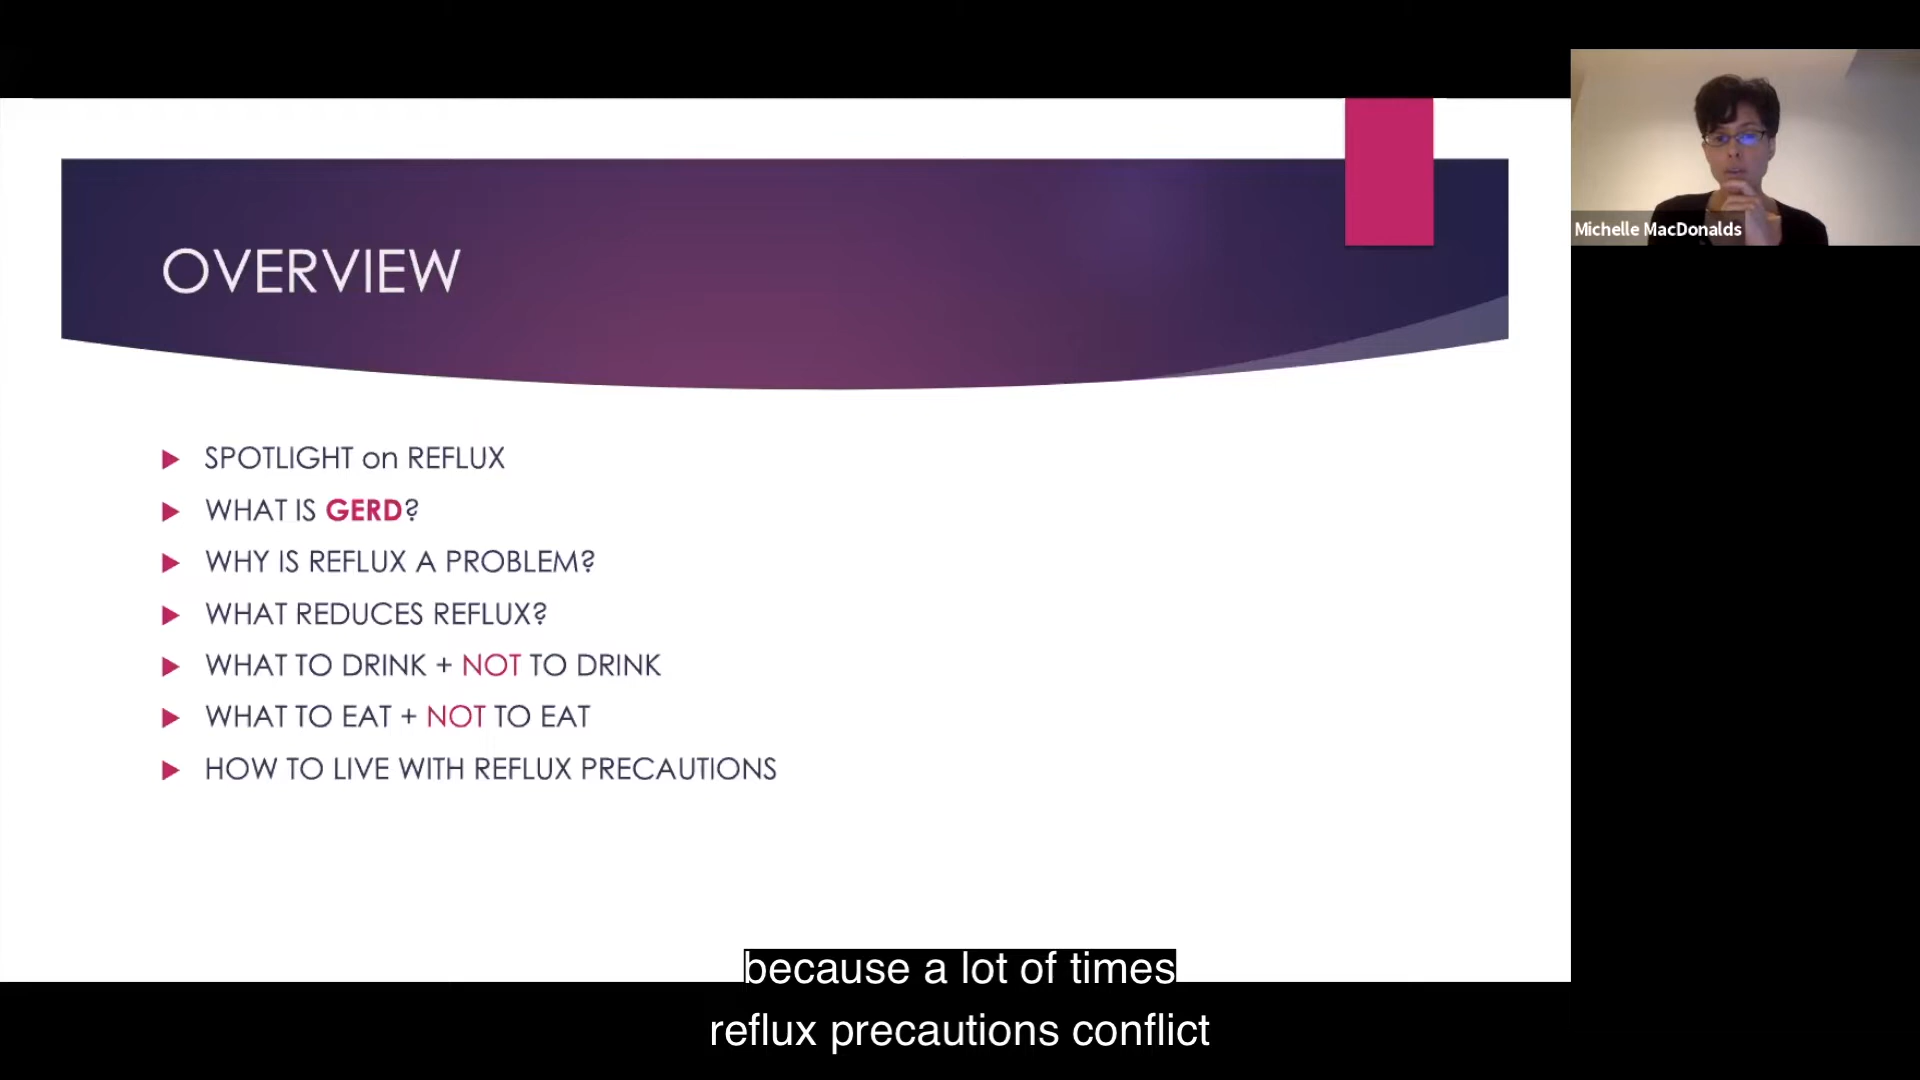 OVERVIEW
SPOTLIGHT on REFLUX
WHAT IS GERD?
WHY IS REFLUX A PROBLEM?
WHAT REDUCES REFLUX?
WHAT TO DRINK + NOT TO DRINK
WHAT TO EAT + NOT TO EAT
HOW TO LIVE WITH REFLUX PRECAUTIONS
Michelle MacDonalds
because a lot of times
reflux precautions conflict